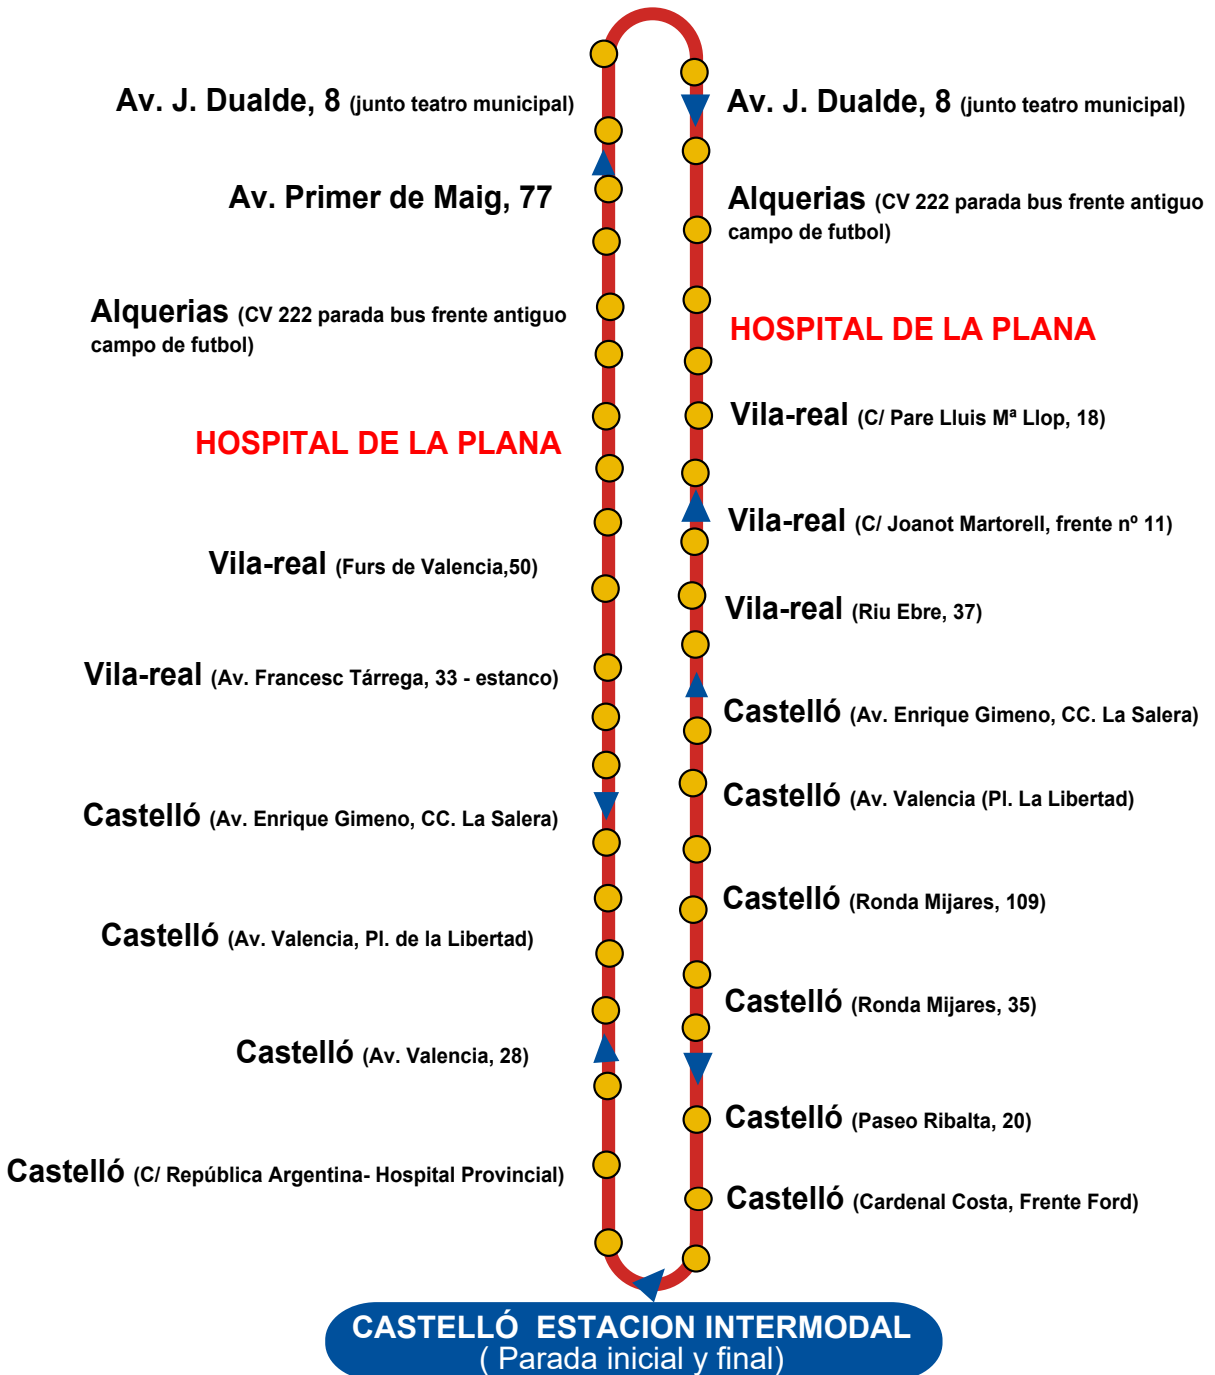 Av. J. Dualde, 8 (junto teatro municipal)
Av. Primer de Maig, 77
Alquerias (CV 222 parada bus frente antiguo
campo de futbol)
HOSPITAL DE LA PLANA
Vila-real (Furs de Valencia,50)
Vila-real (Av. Francesc Tárrega, 33 - estanco)
Castelló (Av. Enrique Gimeno, CC. La Salera)
Castelló (Av. Valencia, Pl. de la Libertad)
Castelló (Av. Valencia, 28)
Castelló (C/ República Argentina- Hospital Provincial)
Av. J. Dualde, 8 (junto teatro municipal)
Alquerias (CV 222 parada bus frente antiguo
campo de futbol)
HOSPITAL DE LA PLANA
Vila-real (C/ Pare Lluis Mª Llop, 18)
Vila-real (C/ Joanot Martorell, frente nº 11)
Vila-real (Riu Ebre, 37)
Castelló (Av. Enrique Gimeno, CC. La Salera)
Castelló (Av. Valencia (Pl. La Libertad)
Castelló (Ronda Mijares, 109)
Castelló (Ronda Mijares, 35)
Castelló (Paseo Ribalta, 20)
Castelló (Cardenal Costa, Frente Ford)
CASTELLÓ ESTACION INTERMODAL
( Parada inicial y final)